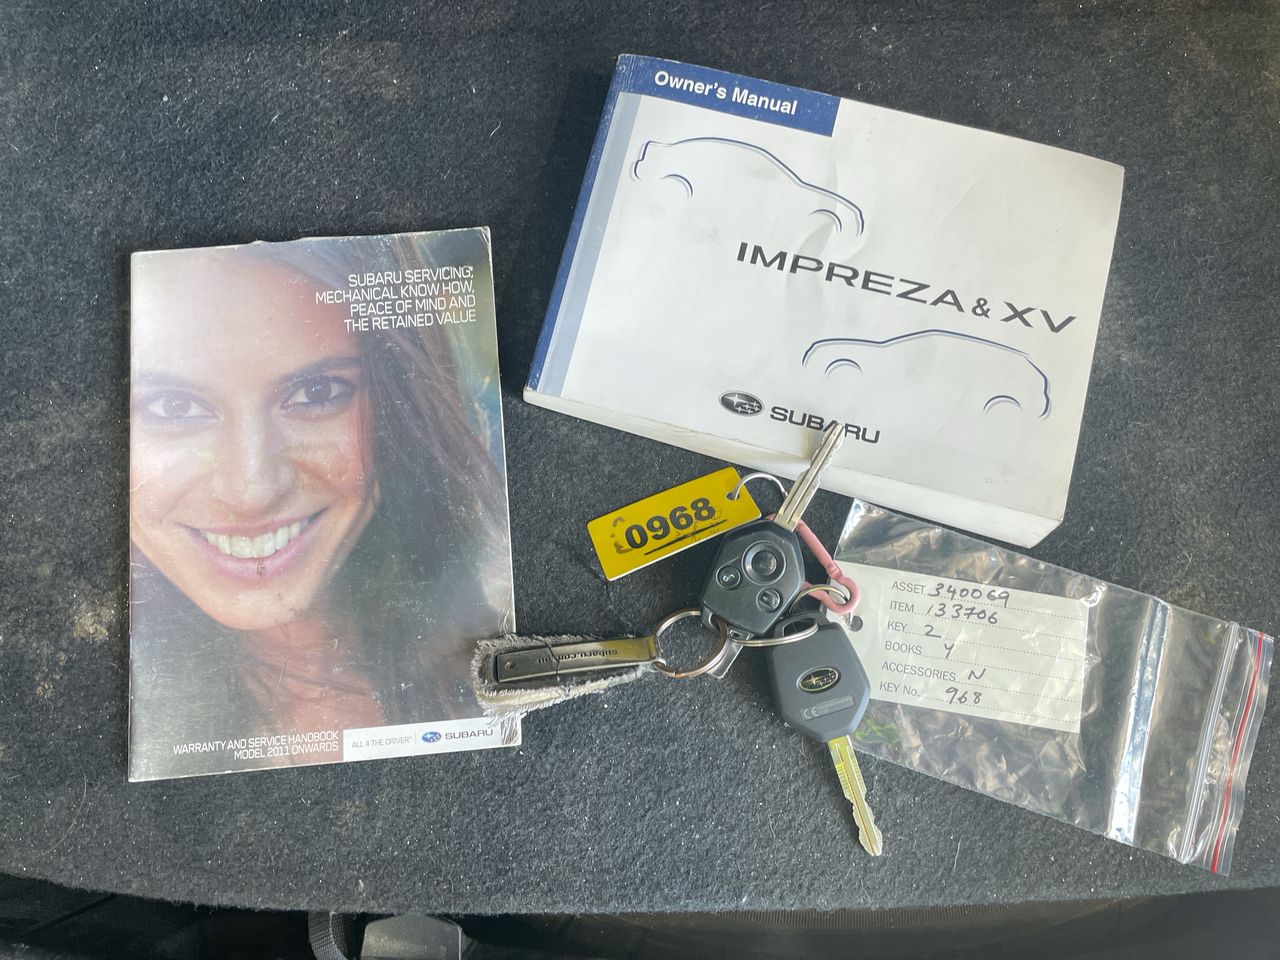 Owner's Manual
IMPREZA & XV
SUBARU
SUBARU SERVICING;
MECHANICAL KNOW HOW,
PEACE OF MIND AND
THE RETAINED VALUE
WARRANTY AND SERVICE HANDBOOK
MODEL 2011 ONWARDS
ALL 4 THE DRIVER
SUBARU
0968
ASSET 340069
ITEM 133706
KEY 2
BOOKS Y
ACCESSORIES N
KEY No. 968
CE